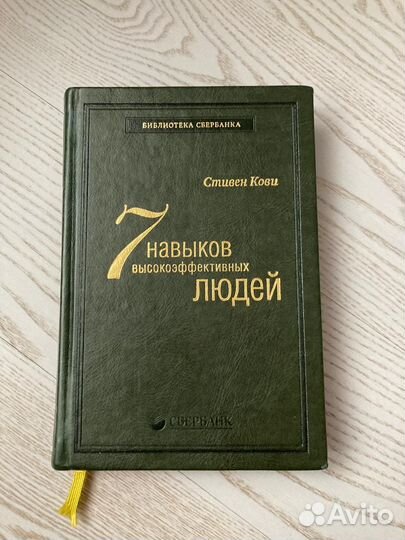 БИБЛИОТЕКА СБЕРБАНКА
Стивен Кови
7 навыков
высокоэффективных
людей
СБЕРБАНК
Avito